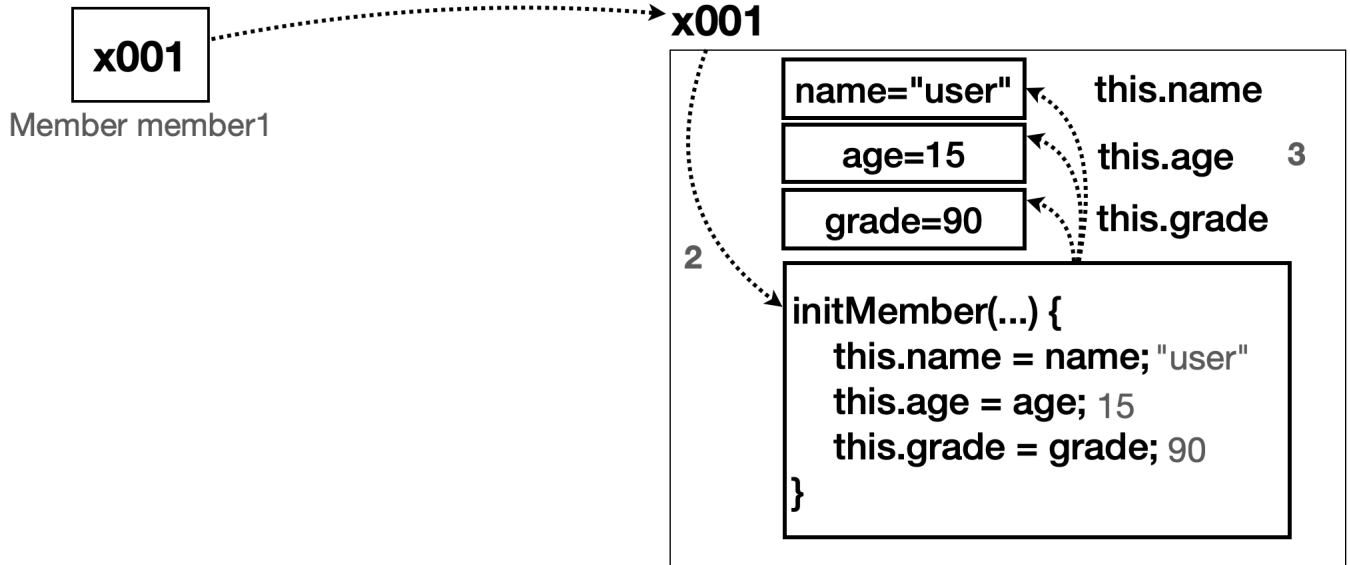 x001
Member member1
x001
name="user"
this.name
age=15
this.age
3
grade=90
this.grade
2
initMember(...) {
this.name = name; "user"
this.age = age; 15
this.grade = grade; 90
}